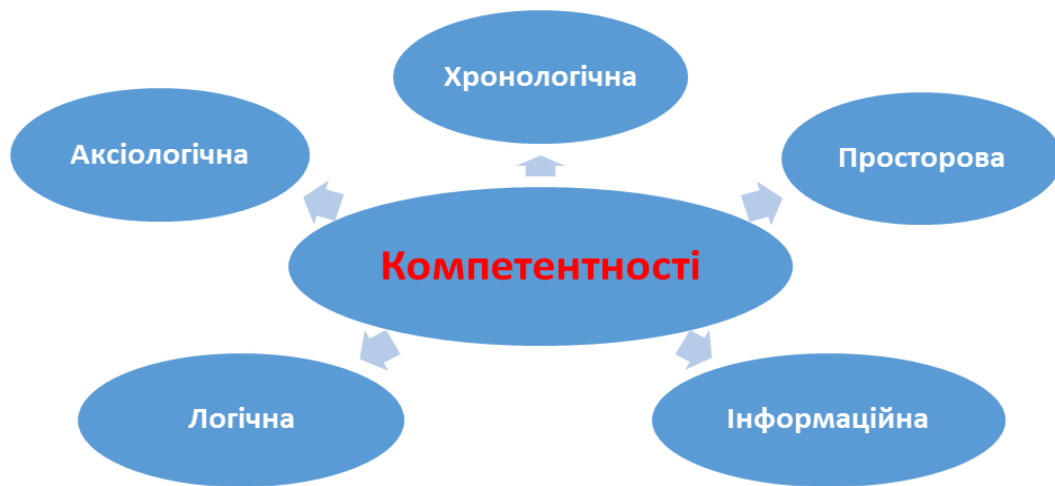 Хронологічна
Аксіологічна
Просторова
Компетентності
Логічна
Інформаційна